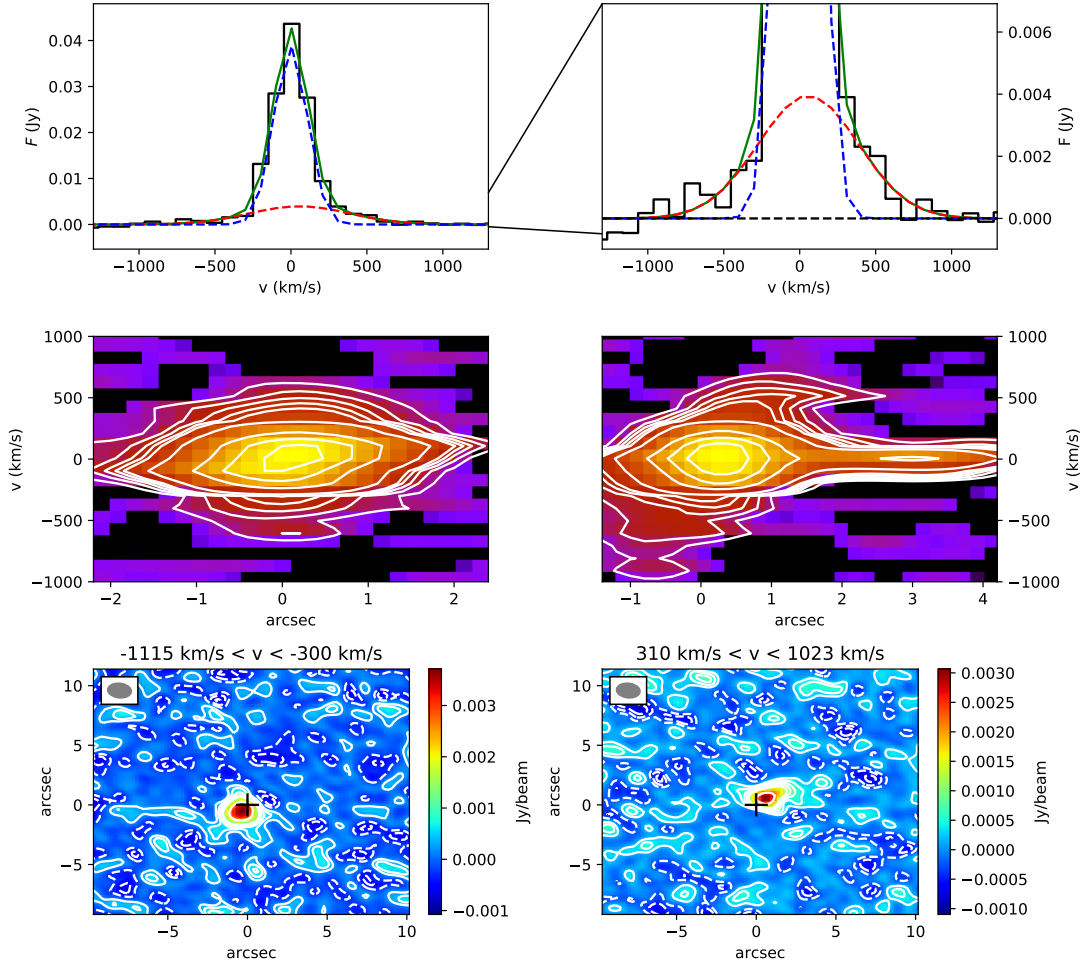 0.04
0.03
0.02
0.01
0.00
F (Jy)
−1000 −500 0 500 1000
v (km/s)
0.006
0.004
0.002
0.000
F (Jy)
−1000 −500 0 500 1000
v (km/s)
1000
500
0
−500
−1000
v (km/s)
−2 −1 0 1 2
arcsec
1000
500
0
−500
−1000
v (km/s)
−1 0 1 2 3 4
arcsec
-1115 km/s < v < -300 km/s
10
5
0
−5
arcsec
−5 0 5 10
arcsec
0.003
0.002
0.001
0.000
−0.001
Jy/beam
310 km/s < v < 1023 km/s
10
5
0
−5
arcsec
−5 0 5 10
arcsec
0.0030
0.0025
0.0020
0.0015
0.0010
0.0005
0.0000
−0.0005
−0.0010
Jy/beam